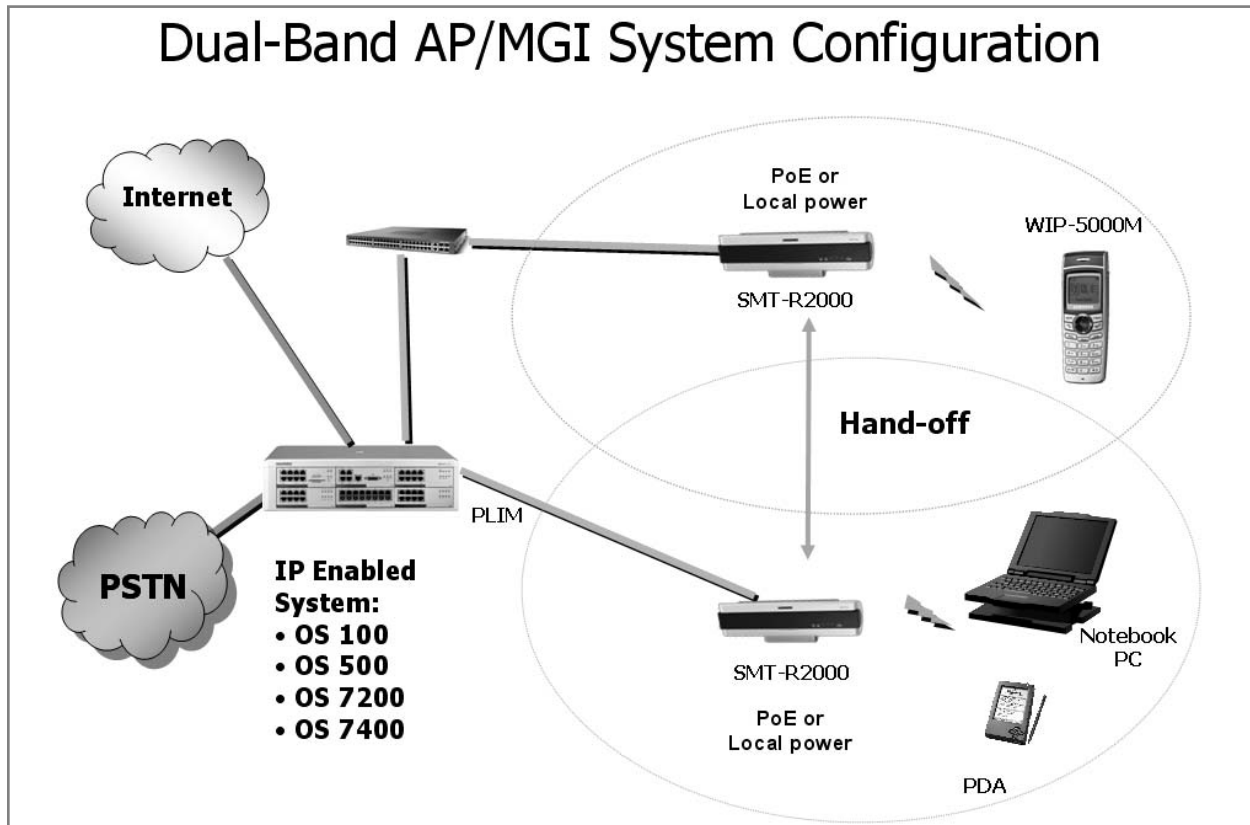 Dual-Band AP/MGI System Configuration
Internet
PoE or
Local power
WIP-5000M
SMT-R2000
Hand-off
PLIM
PSTN
IP Enabled
System:
• OS 100
• OS 500
• OS 7200
• OS 7400
SMT-R2000
Notebook
PC
PoE or
Local power
PDA